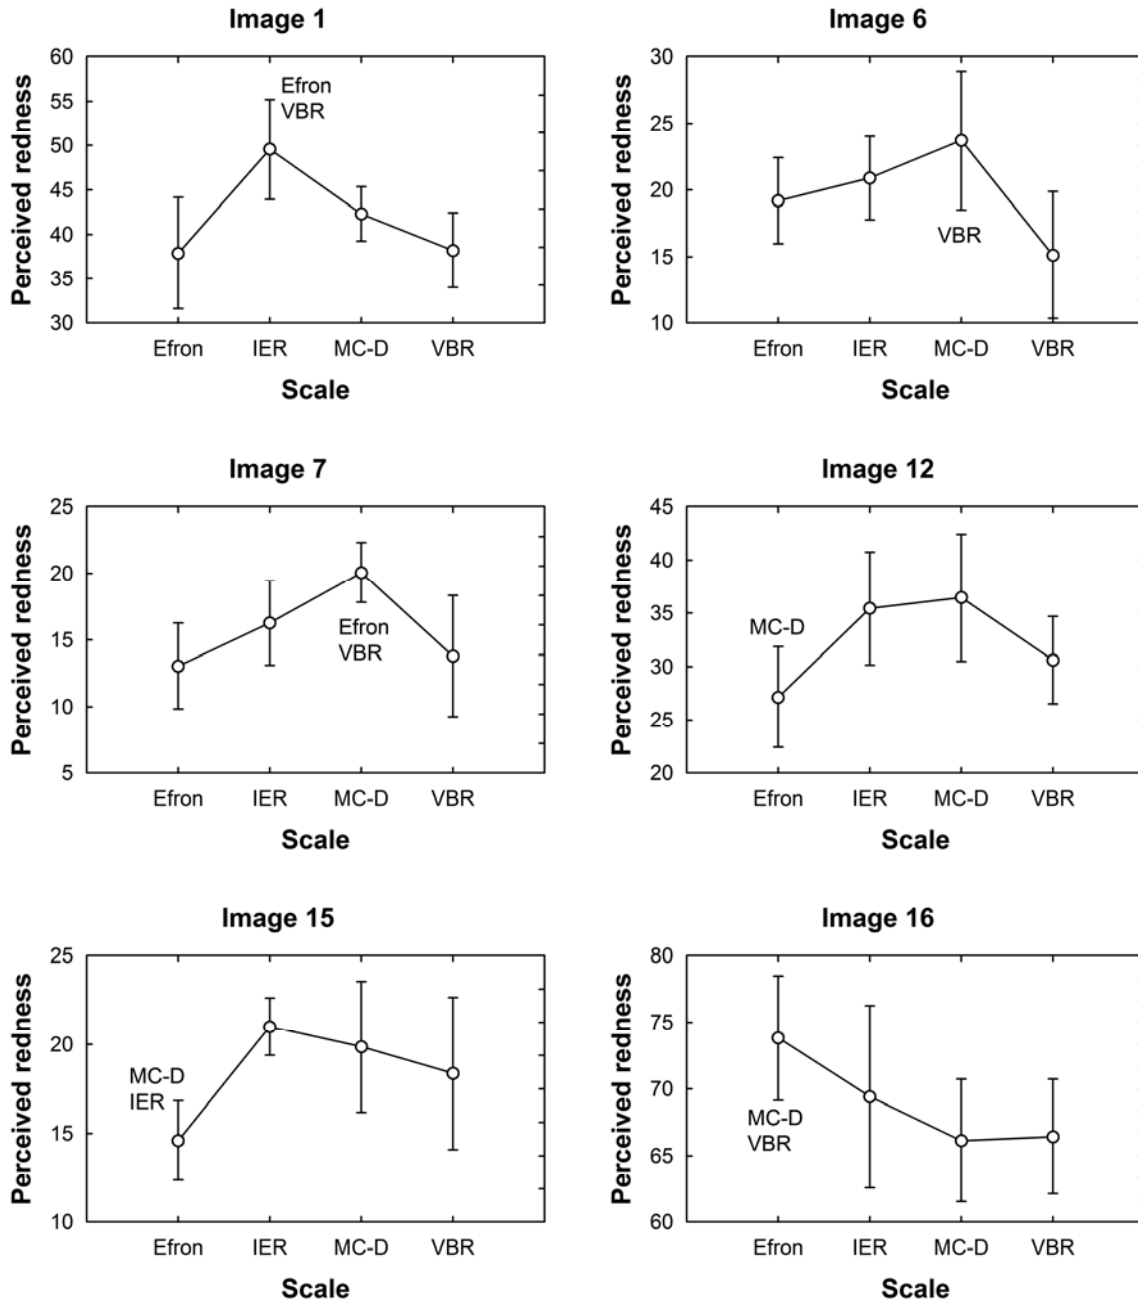 Image 1
Perceived redness
60
55
50
45
40
35
30
Efron
VBR
Efron IER MC-D VBR
Scale
Image 6
Perceived redness
30
25
20
15
10
VBR
Efron IER MC-D VBR
Scale
Image 7
Perceived redness
25
20
15
10
5
Efron
VBR
Efron IER MC-D VBR
Scale
Image 12
Perceived redness
45
40
35
30
25
20
MC-D
Efron IER MC-D VBR
Scale
Image 15
Perceived redness
25
20
15
10
MC-D
IER
Efron IER MC-D VBR
Scale
Image 16
Perceived redness
80
75
70
65
60
MC-D
VBR
Efron IER MC-D VBR
Scale